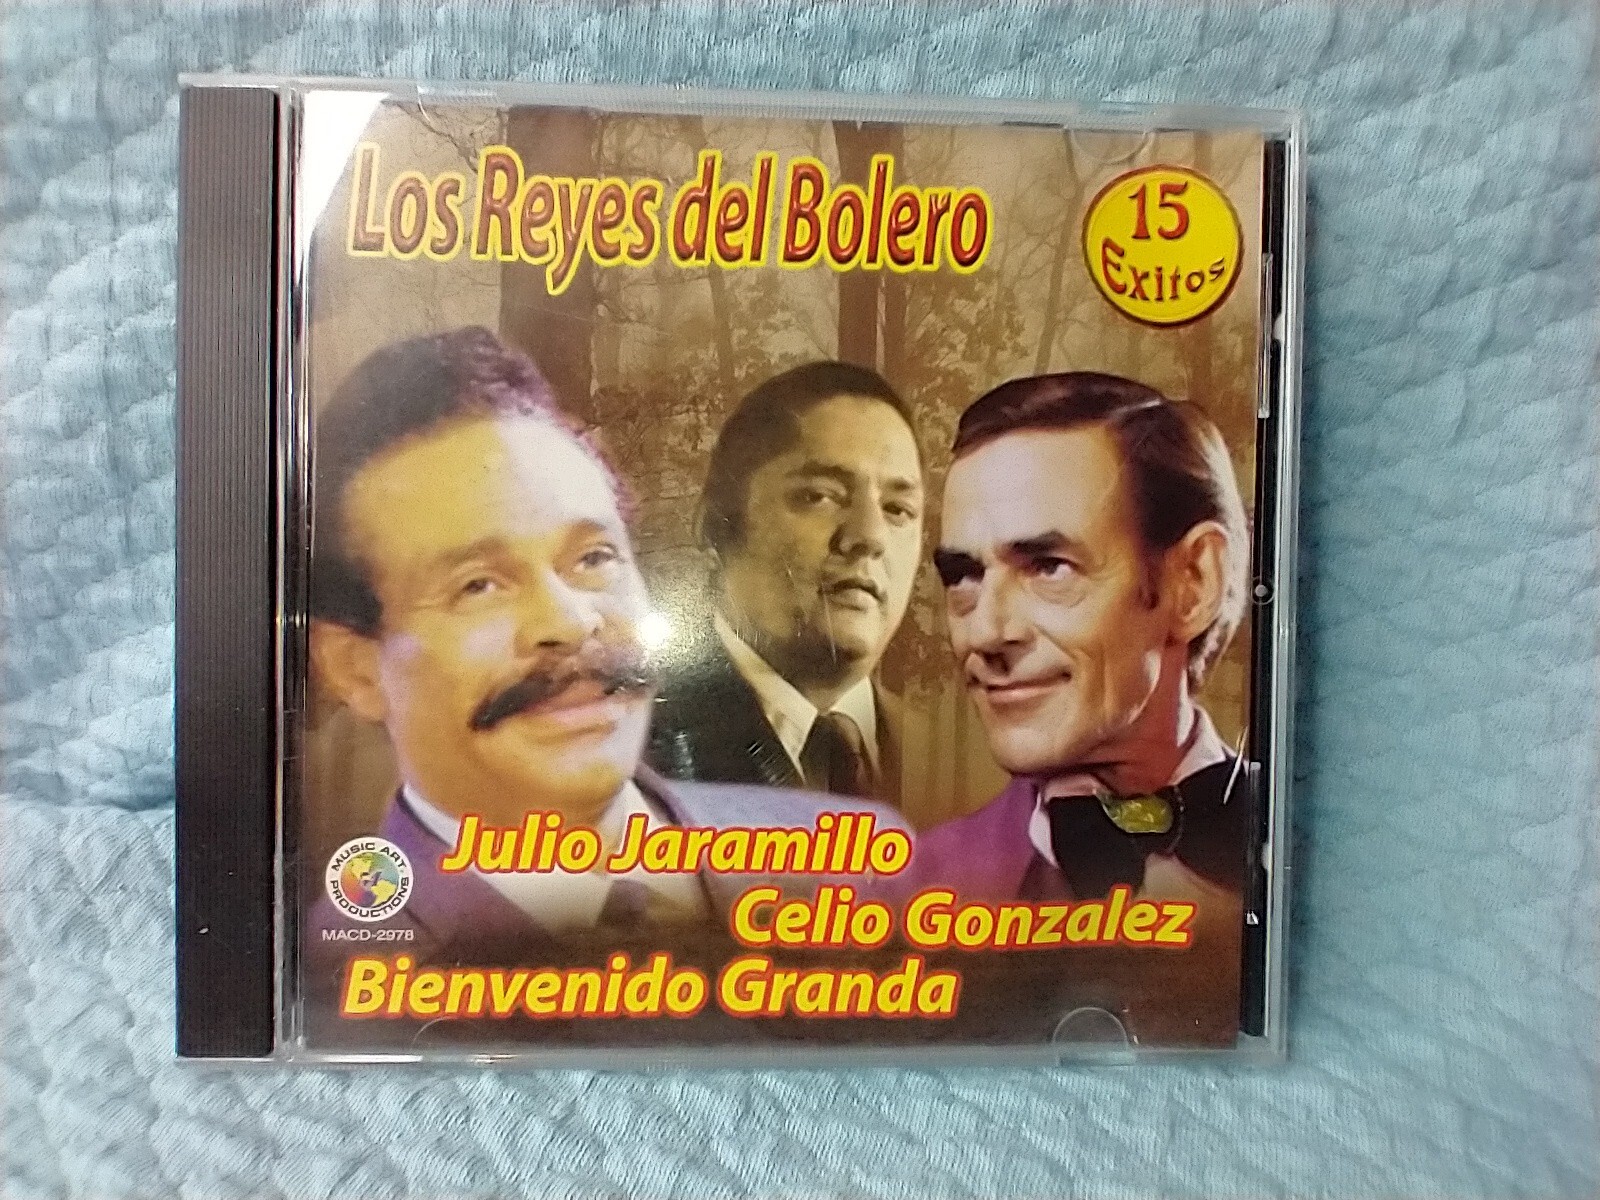 Los Reyes del Bolero
15
Exitos
Julio Jaramillo
Celio Gonzalez
Bienvenido Granda
MUSIC ART
PRODUCTIONS
MACD-2978